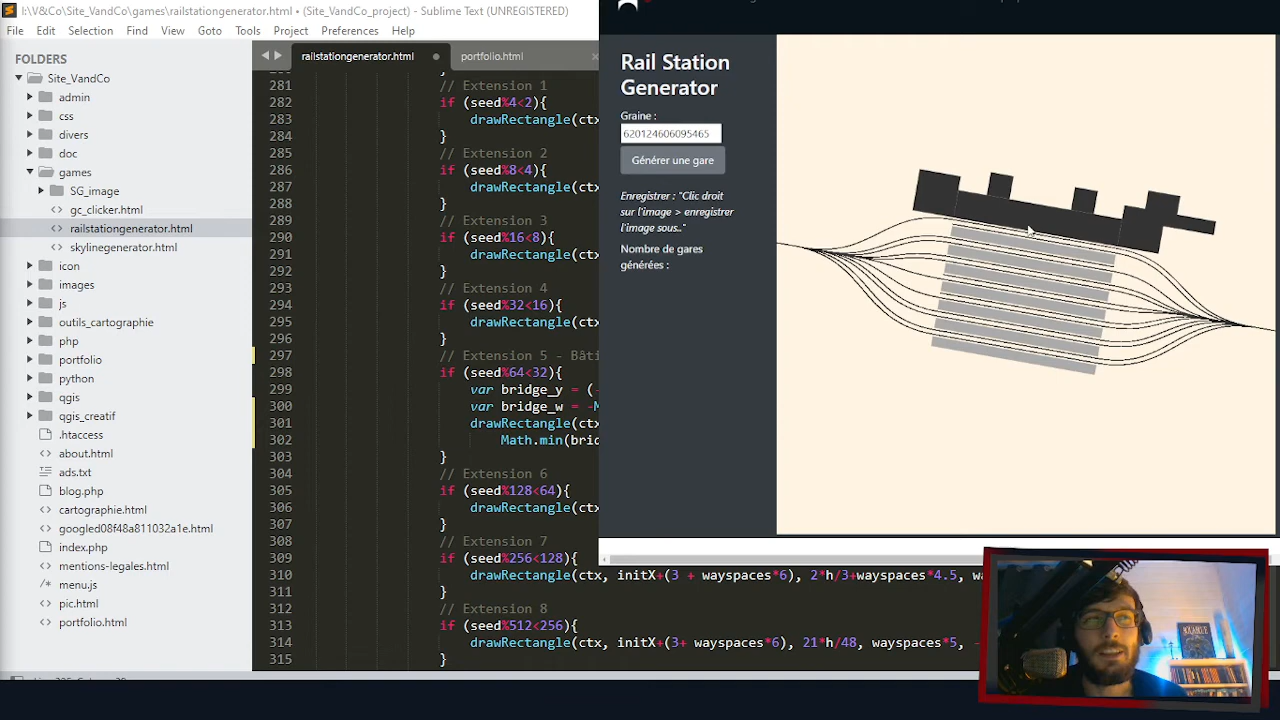 I:\V&Co\Site_VandCo\games\railstationgenerator.html • (Site_VandCo_project) - Sublime Text (UNREGISTERED)
File Edit Selection Find View Goto Tools Project Preferences Help
FOLDERS
Site_VandCo
admin
css
divers
doc
games
SG_image
gc_clicker.html
railstationgenerator.html
skylinegenerator.html
icon
images
js
outils_cartographie
php
portfolio
python
qgis
qgis_creatif
.htaccess
about.html
ads.txt
blog.php
cartographie.html
googled08f48a811032a1e.html
index.php
mentions-legales.html
menu.js
pic.html
portfolio.html
railstationgenerator.html
portfolio.html
281 // Extension 1
282 if (seed%4<2){
283 drawRectangle(ctx
284 }
285 // Extension 2
286 if (seed%8<4){
287 drawRectangle(ctx
288 }
289 // Extension 3
290 if (seed%16<8){
291 drawRectangle(ctx
292 }
293 // Extension 4
294 if (seed%32<16){
295 drawRectangle(ctx
296 }
297 // Extension 5 - Bâti
298 if (seed%64<32){
299 var bridge_y = (-
300 var bridge_w = -M
301 drawRectangle(ctx
302 Math.min(brid
303 }
304 // Extension 6
305 if (seed%128<64){
306 drawRectangle(ctx
307 }
308 // Extension 7
309 if (seed%256<128){
310 drawRectangle(ctx, initX+(3 + wayspaces*6), 2*h/3+wayspaces*4.5, wa
311 }
312 // Extension 8
313 if (seed%512<256){
314 drawRectangle(ctx, initX+(3+ wayspaces*6), 21*h/48, wayspaces*5, -
315 }
Rail Station
Generator
Graine :
620124606095465
Générer une gare
Enregistrer : "Clic droit
sur l'image > enregistrer
l'image sous.."
Nombre de gares
générées :